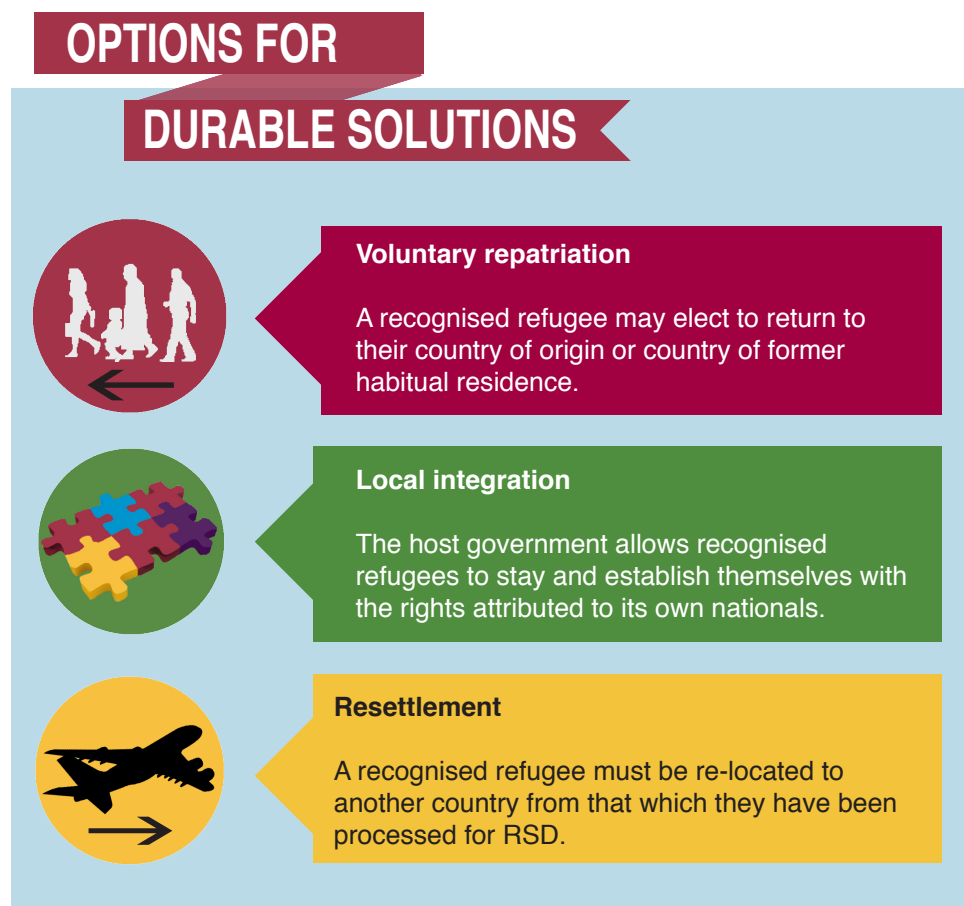 OPTIONS FOR
DURABLE SOLUTIONS
Voluntary repatriation
A recognised refugee may elect to return to
their country of origin or country of former
habitual residence.
Local integration
The host government allows recognised
refugees to stay and establish themselves with
the rights attributed to its own nationals.
Resettlement
A recognised refugee must be re-located to
another country from that which they have been
processed for RSD.